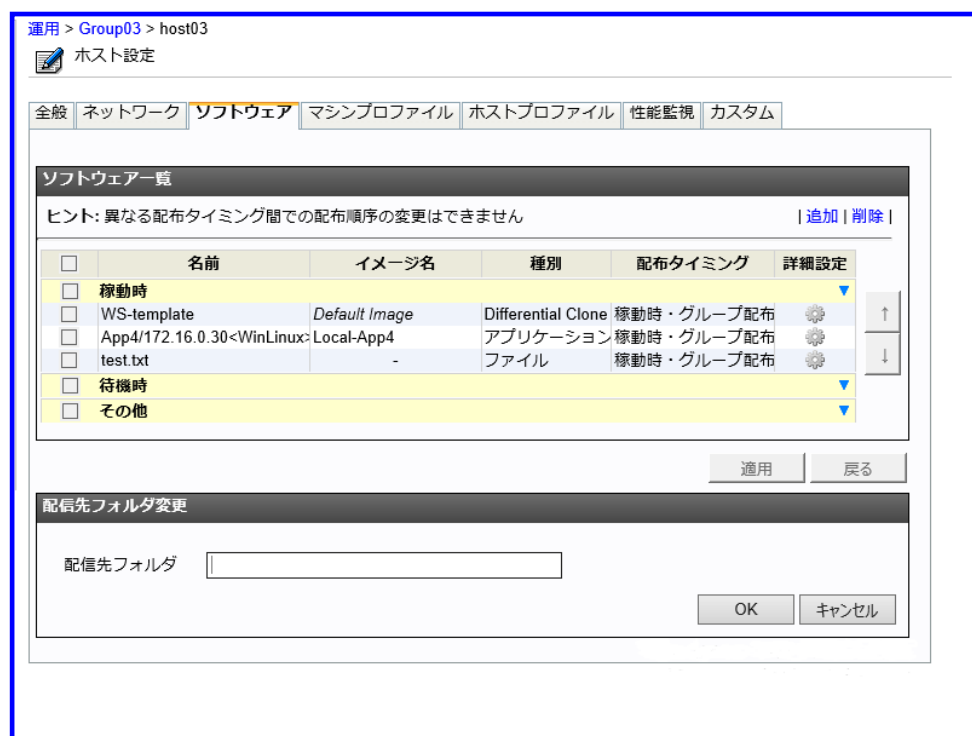 運用 > Group03 > host03
ホスト設定
全般 ネットワーク ソフトウェア マシンプロファイル ホストプロファイル 性能監視 カスタム
ソフトウェア一覧
ヒント: 異なる配布タイミング間での配布順序の変更はできません | 追加 | 削除 |
名前 イメージ名 種別 配布タイミング 詳細設定
稼動時
WS-template Default Image Differential Clone 稼動時・グループ配布
App4/172.16.0.30<WinLinux> Local-App4 アプリケーション 稼動時・グループ配布
test.txt - ファイル 稼動時・グループ配布
待機時
その他
適用 戻る
配信先フォルダ変更
配信先フォルダ
OK キャンセル